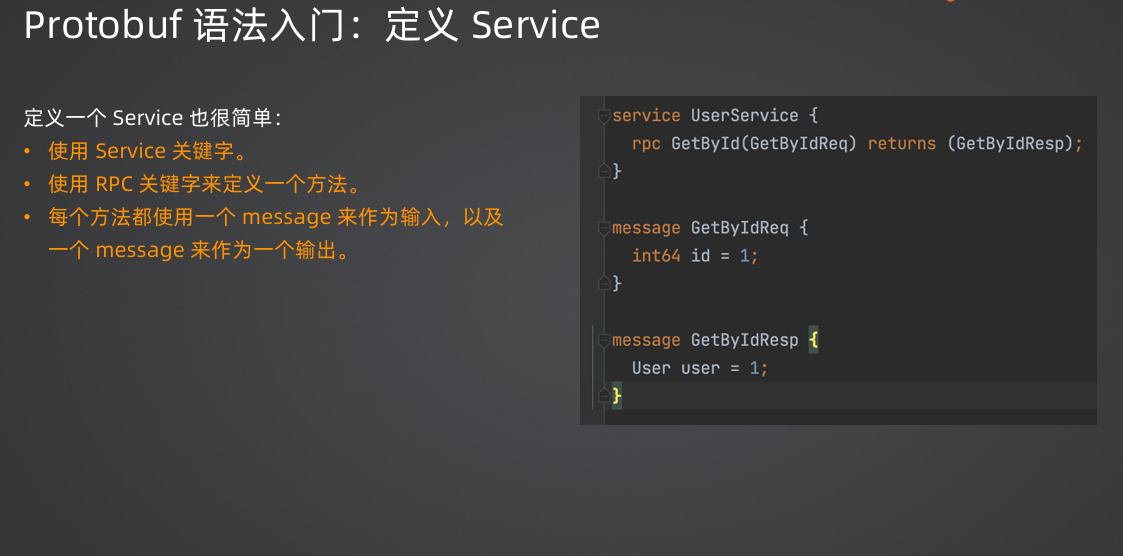 Protobuf 语法入门：定义 Service
定义一个 Service 也很简单：
• 使用 Service 关键字。
• 使用 RPC 关键字来定义一个方法。
• 每个方法都使用一个 message 来作为输入，以及
一个 message 来作为一个输出。
service UserService {
  rpc GetById(GetByIdReq) returns (GetByIdResp);
}
message GetByIdReq {
  int64 id = 1;
}
message GetByIdResp {
  User user = 1;
}